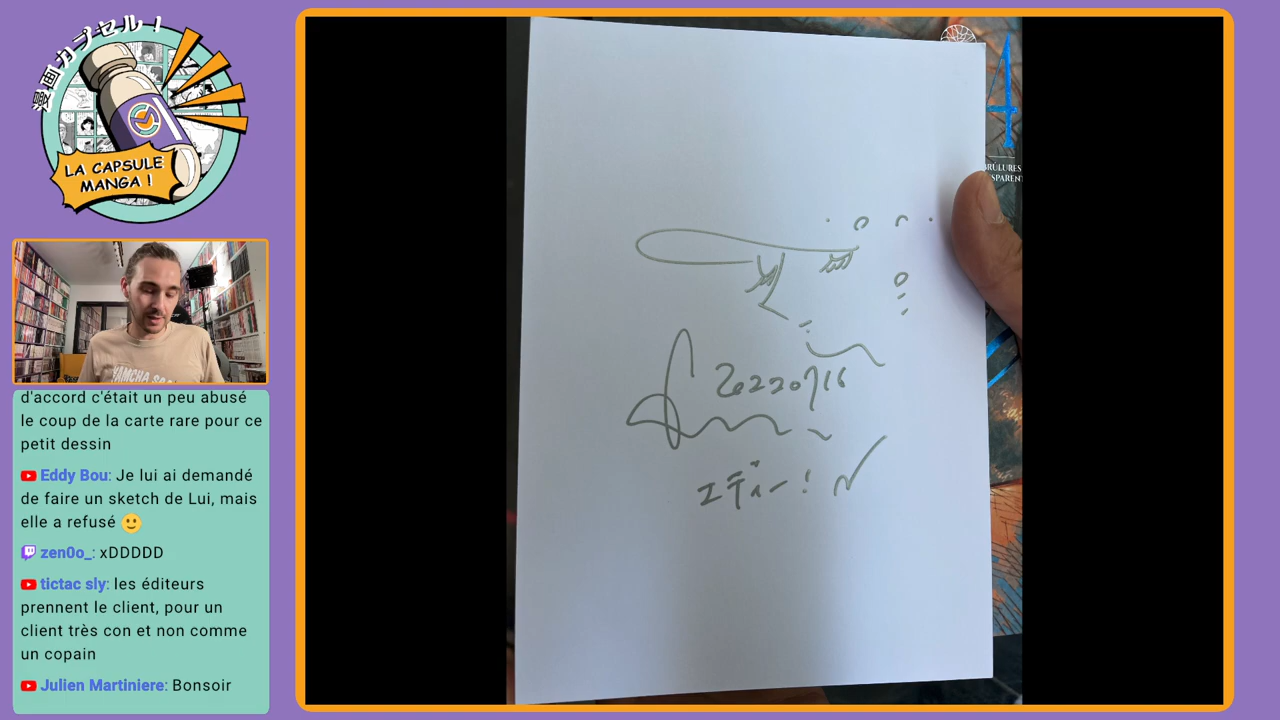 漫画カプセル!
LA CAPSULE
MANGA !
d'accord c'était un peu abusé
le coup de la carte rare pour ce
petit dessin
Eddy Bou: Je lui ai demandé
de faire un sketch de Lui, mais
elle a refusé 🙂
zen0o_: xDDDDD
tictac sly: les éditeurs
prennent le client, pour un
client très con et non comme
un copain
Julien Martiniere: Bonsoir
4
BRÛLURES
20220716
エディー!